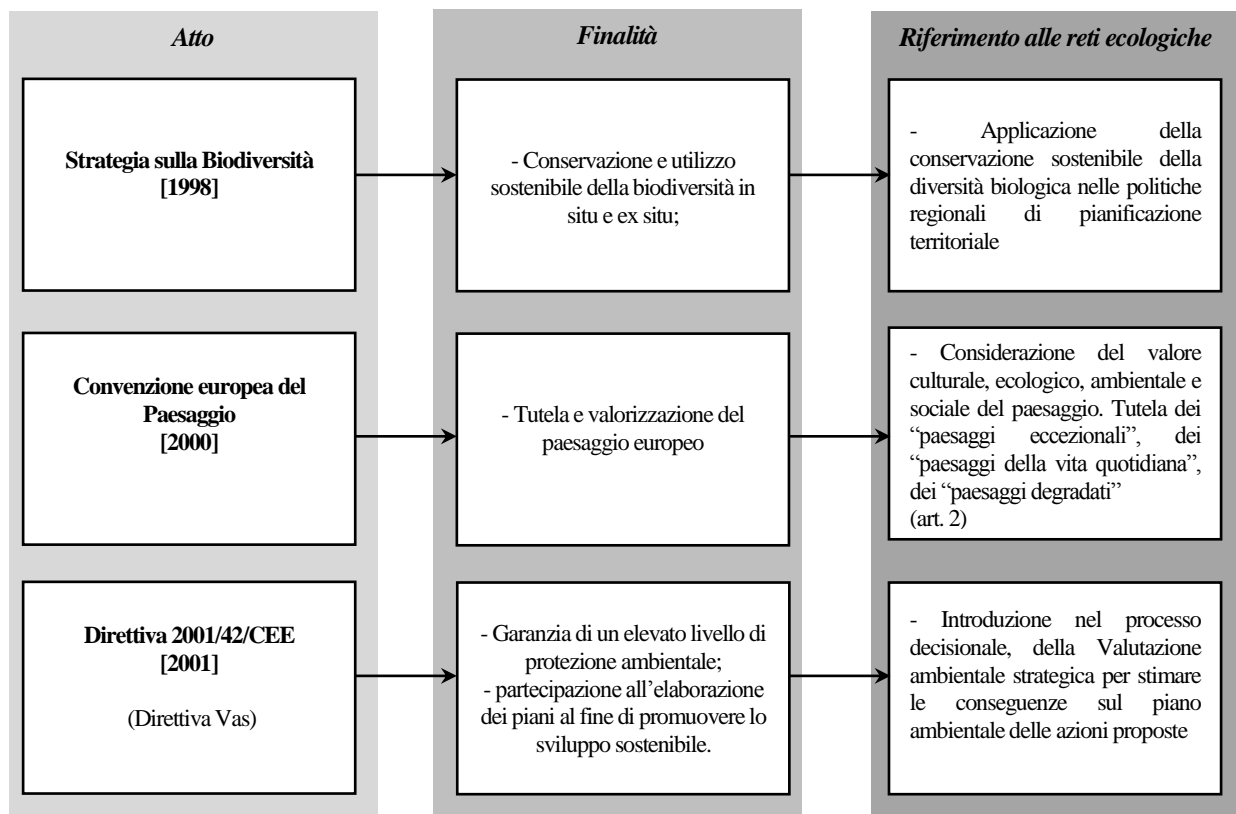 Atto
Finalità
Riferimento alle reti ecologiche
Strategia sulla Biodiversità
[1998]
- Conservazione e utilizzo
sostenibile della biodiversità in
situ e ex situ;
- Applicazione della
conservazione sostenibile della
diversità biologica nelle politiche
regionali di pianificazione
territoriale
Convenzione europea del
Paesaggio
[2000]
- Tutela e valorizzazione del
paesaggio europeo
- Considerazione del valore
culturale, ecologico, ambientale e
sociale del paesaggio. Tutela dei
“paesaggi eccezionali”, dei
“paesaggi della vita quotidiana”,
dei “paesaggi degradati”
(art. 2)
Direttiva 2001/42/CEE
[2001]
(Direttiva Vas)
- Garanzia di un elevato livello di
protezione ambientale;
- partecipazione all’elaborazione
dei piani al fine di promuovere lo
sviluppo sostenibile.
- Introduzione nel processo
decisionale, della Valutazione
ambientale strategica per stimare
le conseguenze sul piano
ambientale delle azioni proposte